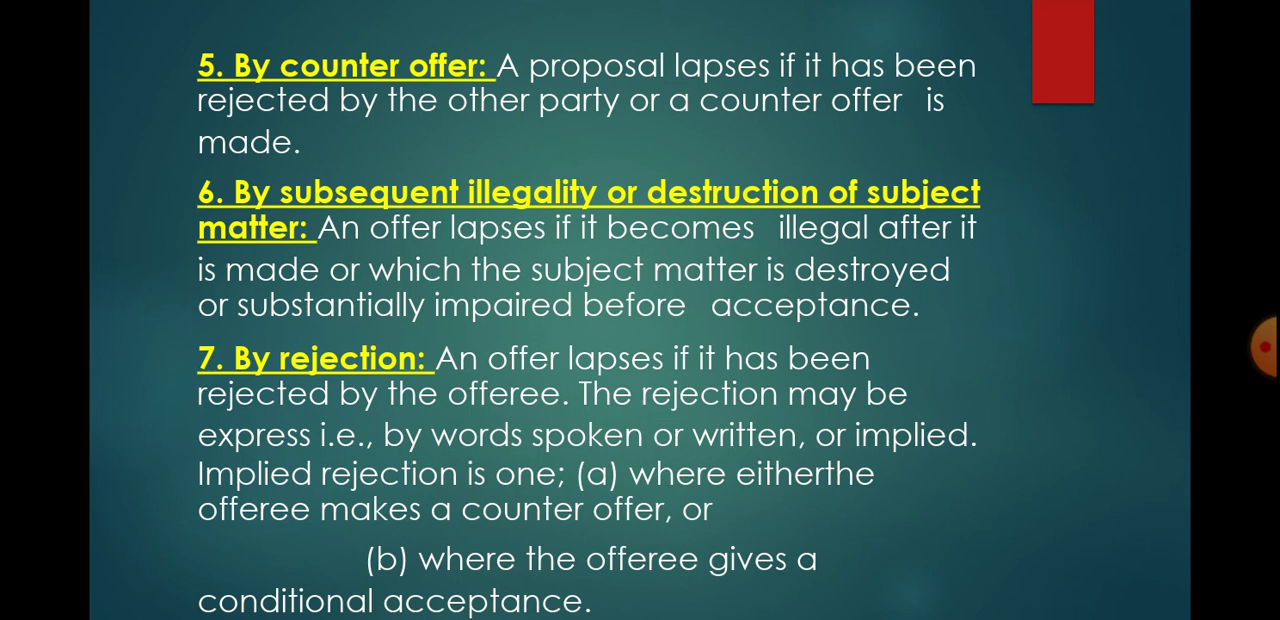 5. By counter offer: A proposal lapses if it has been
rejected by the other party or a counter offer is
made.
6. By subsequent illegality or destruction of subject
matter: An offer lapses if it becomes illegal after it
is made or which the subject matter is destroyed
or substantially impaired before acceptance.
7. By rejection: An offer lapses if it has been
rejected by the offeree. The rejection may be
express i.e., by words spoken or written, or implied.
Implied rejection is one; (a) where eitherthe
offeree makes a counter offer, or
(b) where the offeree gives a
conditional acceptance.